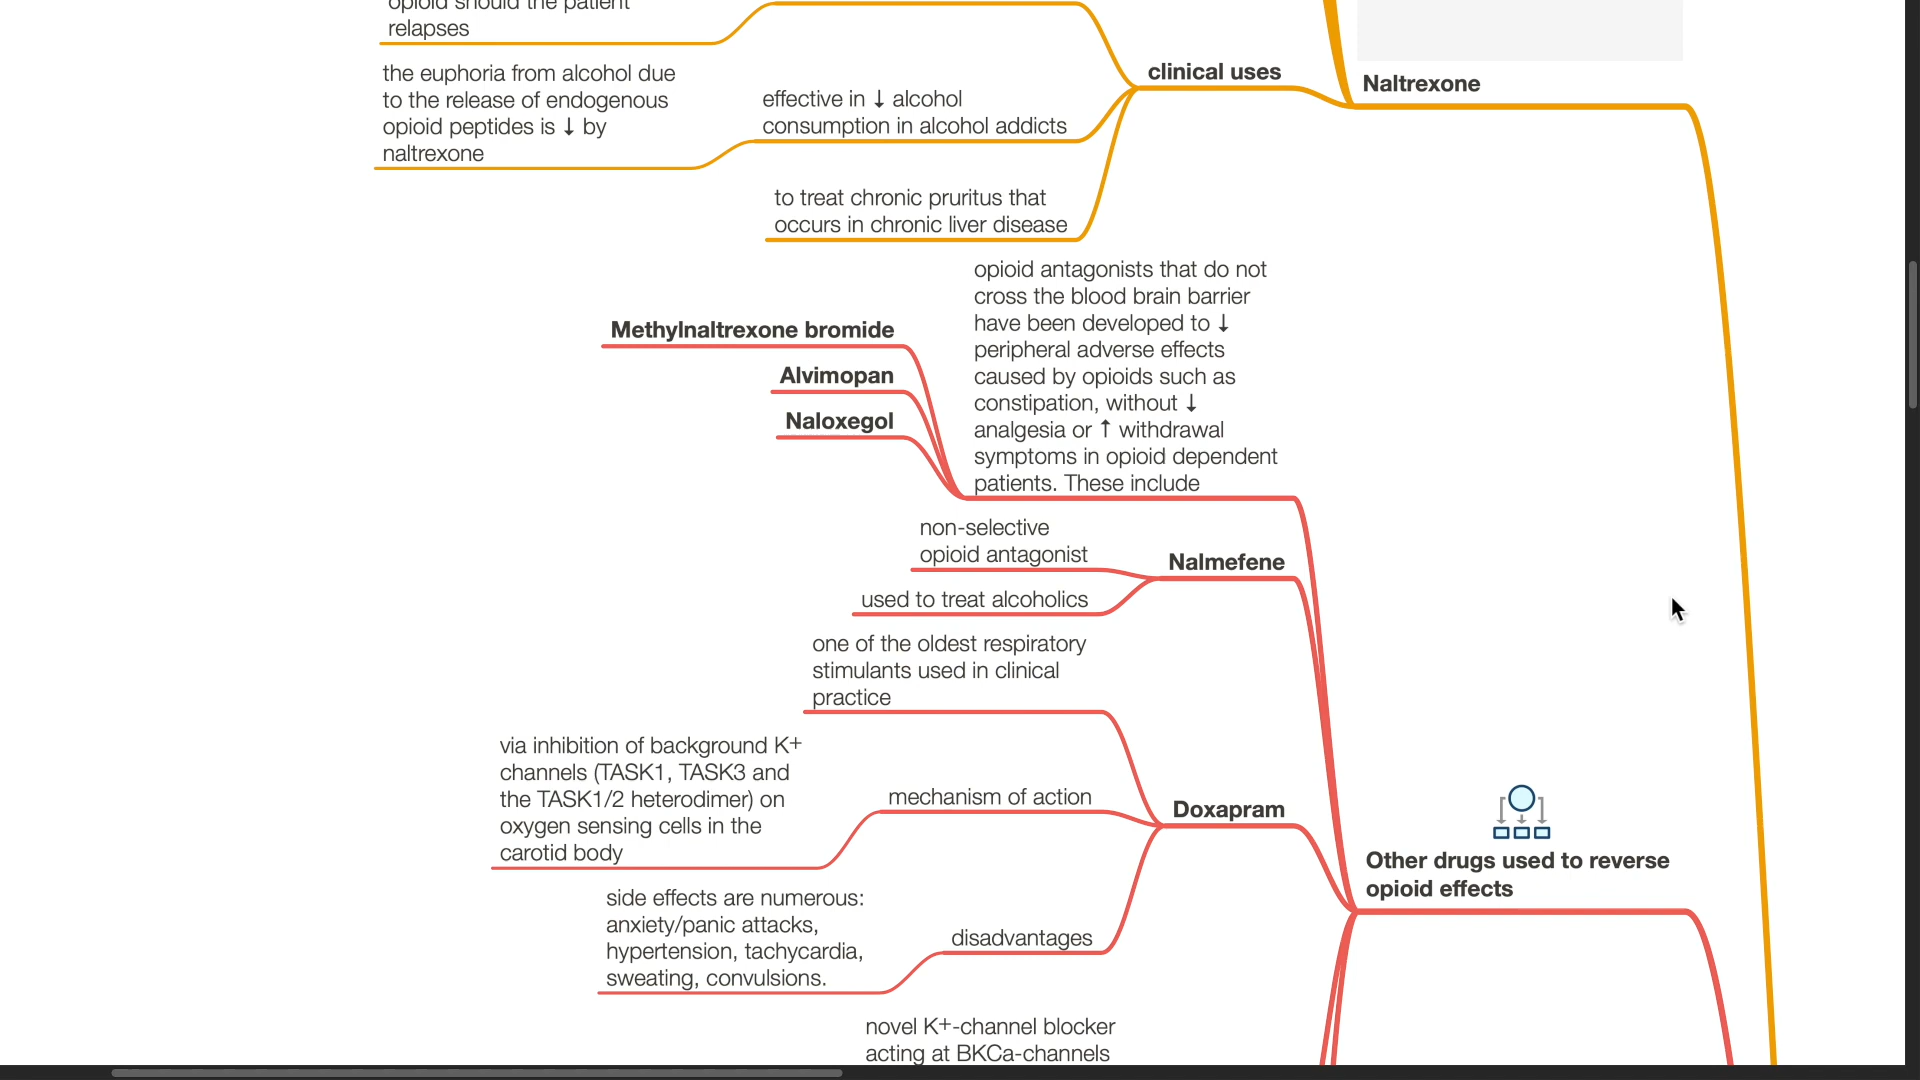 opioid should the patient
relapses
the euphoria from alcohol due
to the release of endogenous
opioid peptides is ↓ by
naltrexone
effective in ↓ alcohol
consumption in alcohol addicts
to treat chronic pruritus that
occurs in chronic liver disease
clinical uses
Naltrexone
opioid antagonists that do not
cross the blood brain barrier
have been developed to ↓
peripheral adverse effects
caused by opioids such as
constipation, without ↓
analgesia or ↑ withdrawal
symptoms in opioid dependent
patients. These include
Methylnaltrexone bromide
Alvimopan
Naloxegol
non-selective
opioid antagonist
used to treat alcoholics
Nalmefene
one of the oldest respiratory
stimulants used in clinical
practice
via inhibition of background K+
channels (TASK1, TASK3 and
the TASK1/2 heterodimer) on
oxygen sensing cells in the
carotid body
mechanism of action
Doxapram
side effects are numerous:
anxiety/panic attacks,
hypertension, tachycardia,
sweating, convulsions.
disadvantages
Other drugs used to reverse
opioid effects
novel K+-channel blocker
acting at BKCa-channels